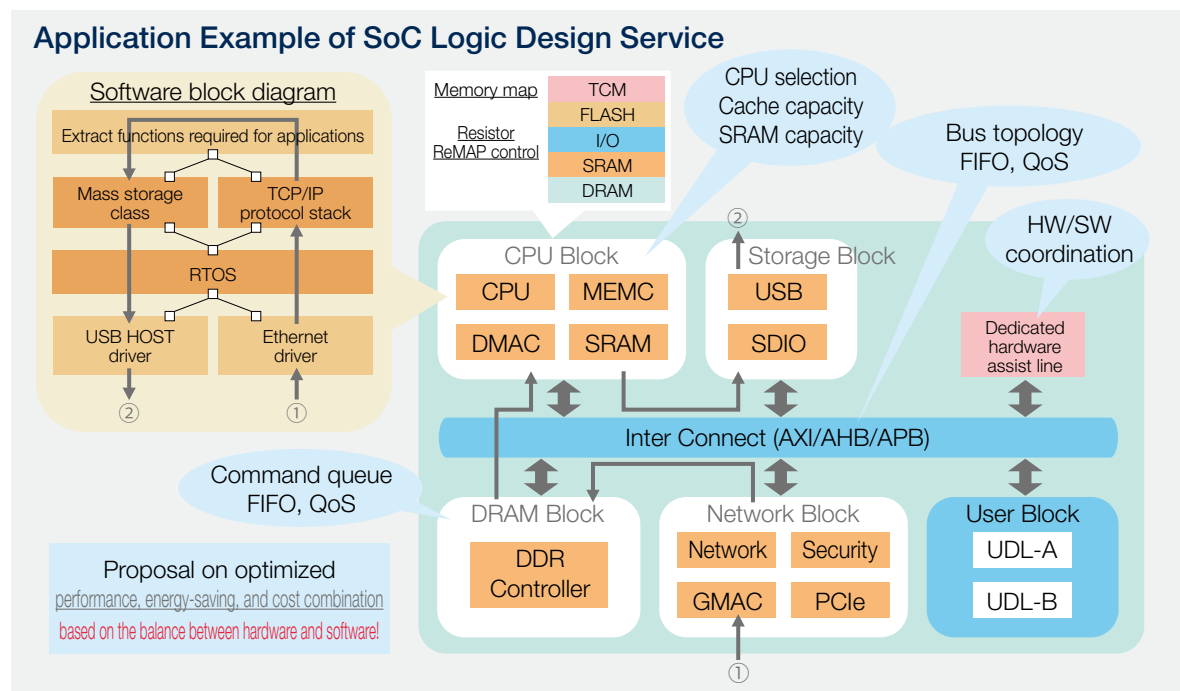 Application Example of SoC Logic Design Service
Software block diagram
Extract functions required for applications
Mass storage
class
TCP/IP
protocol stack
RTOS
USB HOST
driver
Ethernet
driver
②
①
Memory map
Resistor
ReMAP control
TCM
FLASH
I/O
SRAM
DRAM
CPU selection
Cache capacity
SRAM capacity
Bus topology
FIFO, QoS
HW/SW
coordination
②
CPU Block
CPU
MEMC
DMAC
SRAM
Storage Block
USB
SDIO
Dedicated
hardware
assist line
Inter Connect (AXI/AHB/APB)
Command queue
FIFO, QoS
DRAM Block
DDR
Controller
Network Block
Network
Security
GMAC
PCIe
①
User Block
UDL-A
UDL-B
Proposal on optimized
performance, energy-saving, and cost combination
based on the balance between hardware and software!